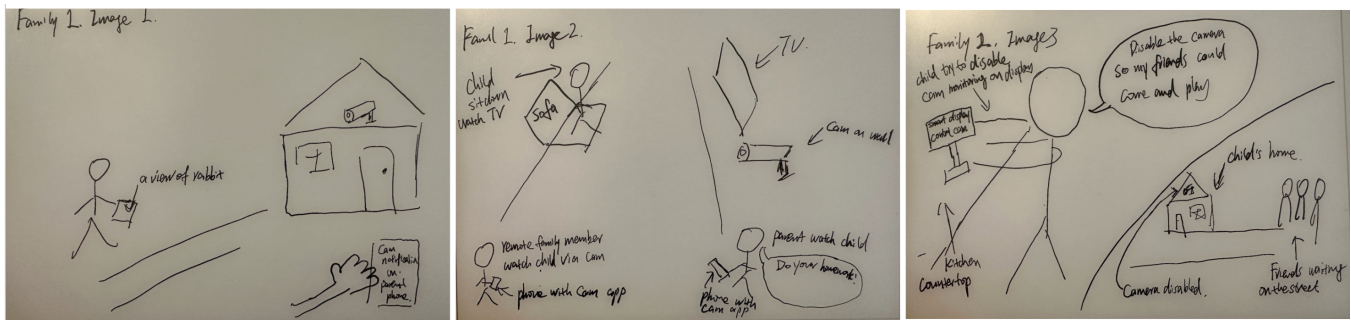 Family 1. Image 1.
a view of rabbit
Cam
notification
on
parent
phone.
Famil 1. Image 2.
child
sit down
watch TV
Sofa
TV.
Cam on wall
remote family member
watch child via Cam
phone with Cam app
parent watch child
Do your homework!
phone with
Cam app
Family 1. Image3
child try to disable
cam monitoring on display
smart display
control cam
Disable the camera
so my friends could
come and play
child's home.
kitchen
countertop
Camera disabled.
Friends waiting
on the street